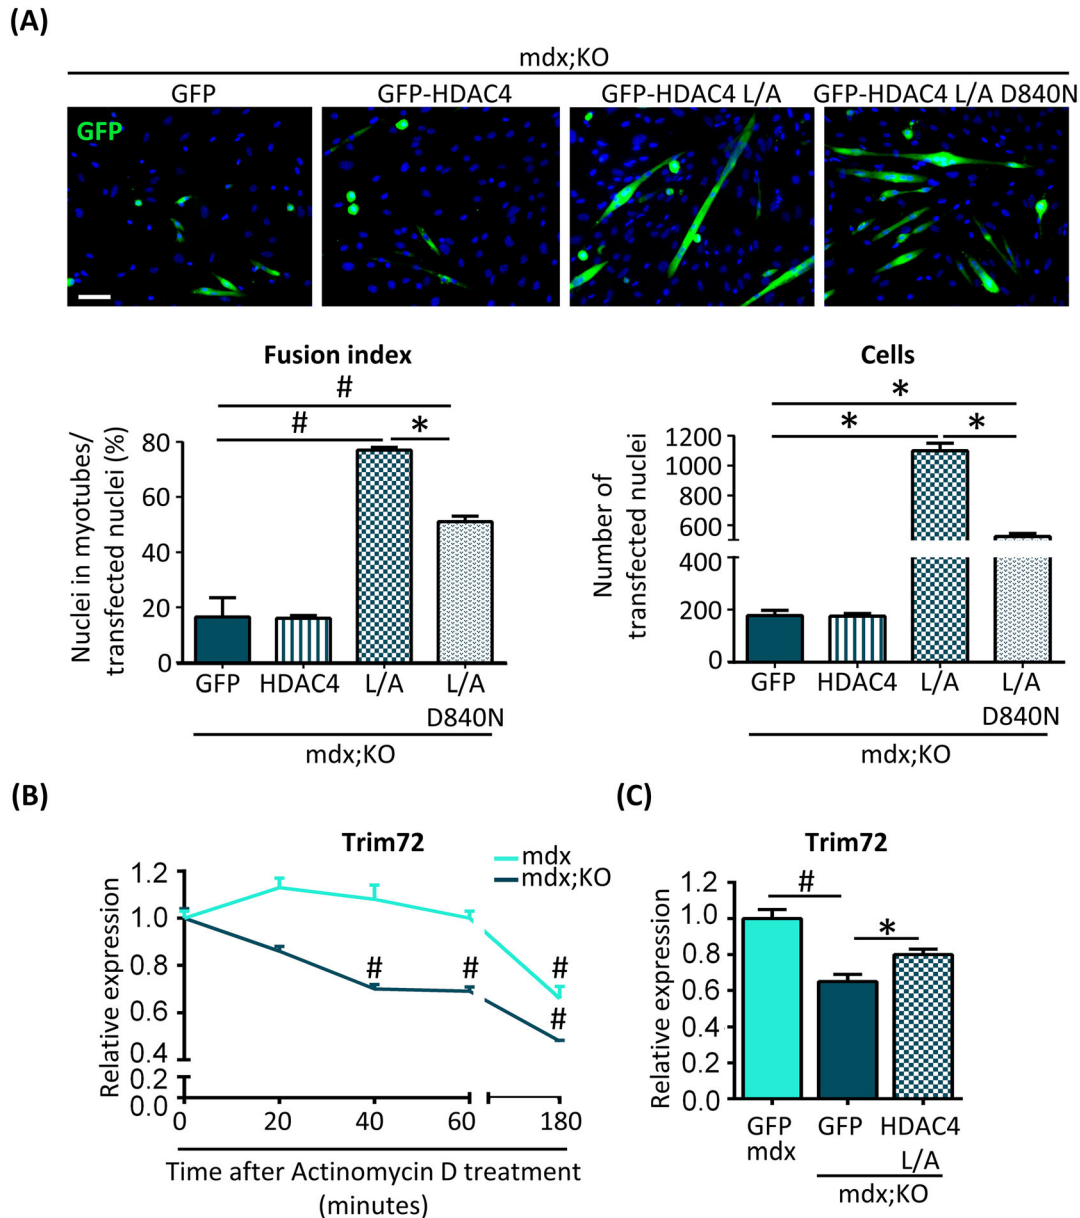 (A)
mdx;KO
GFP GFP-HDAC4 GFP-HDAC4 L/A GFP-HDAC4 L/A D840N
GFP
Fusion index
#
# *
Nuclei in myotubes/
transfected nuclei (%)
80
60
40
20
0
GFP HDAC4 L/A L/A
D840N
mdx;KO
Cells
*
* *
Number of
transfected nuclei
1200
1000
800
600
400
200
0
GFP HDAC4 L/A L/A
D840N
mdx;KO
(B)
Trim72
mdx
mdx;KO
Relative expression
1.2
1.0
0.8
0.6
0.4
0.2
0.0
# # #
#
0 20 40 60 180
Time after Actinomycin D treatment
(minutes)
(C)
Trim72
#
*
Relative expression
1.2
1.0
0.8
0.6
0.4
0.2
0.0
GFP GFP HDAC4
mdx L/A
mdx;KO